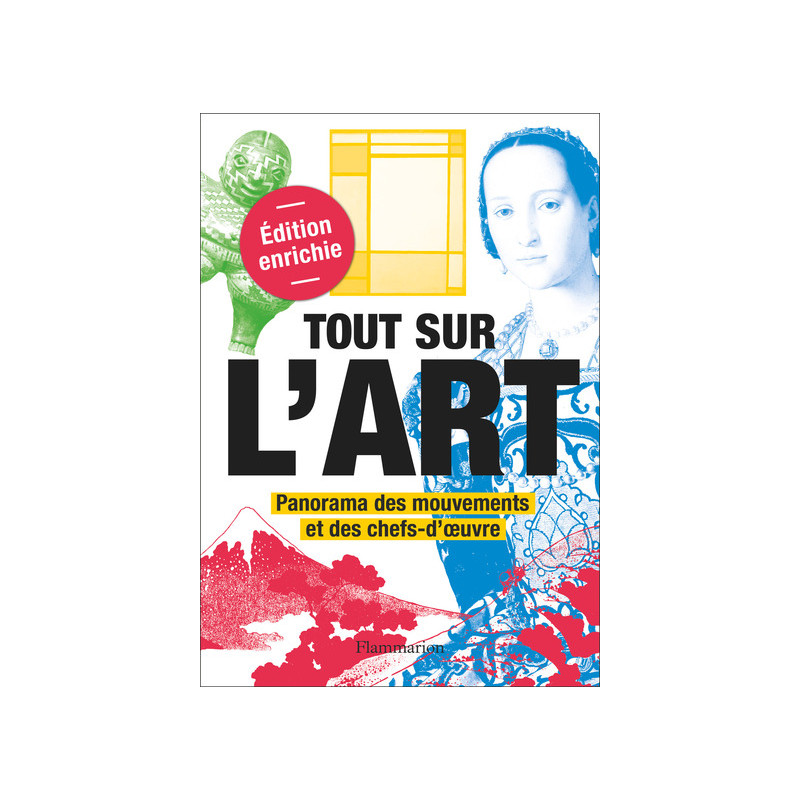 Édition
enrichie
TOUT SUR
L'ART
Panorama des mouvements
et des chefs-d'œuvre
Flammarion